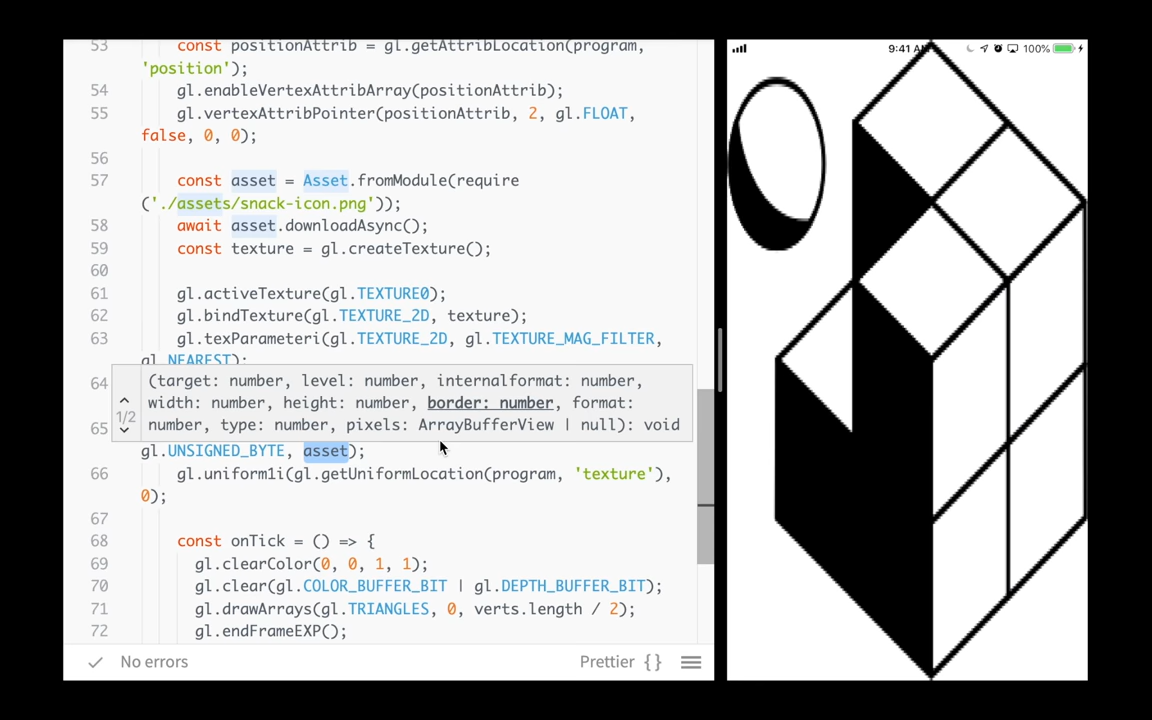 53 const positionAttrib = gl.getAttribLocation(program,
'position');
54 gl.enableVertexAttribArray(positionAttrib);
55 gl.vertexAttribPointer(positionAttrib, 2, gl.FLOAT,
false, 0, 0);
56
57 const asset = Asset.fromModule(require
('./assets/snack-icon.png'));
58 await asset.downloadAsync();
59 const texture = gl.createTexture();
60
61 gl.activeTexture(gl.TEXTURE0);
62 gl.bindTexture(gl.TEXTURE_2D, texture);
63 gl.texParameteri(gl.TEXTURE_2D, gl.TEXTURE_MAG_FILTER,
gl.NEAREST);
64
(target: number, level: number, internalformat: number,
width: number, height: number, border: number, format:
number, type: number, pixels: ArrayBufferView | null): void
1/2
65
gl.UNSIGNED_BYTE, asset);
66 gl.uniform1i(gl.getUniformLocation(program, 'texture'),
0);
67
68 const onTick = () => {
69 gl.clearColor(0, 0, 1, 1);
70 gl.clear(gl.COLOR_BUFFER_BIT | gl.DEPTH_BUFFER_BIT);
71 gl.drawArrays(gl.TRIANGLES, 0, verts.length / 2);
72 gl.endFrameEXP();
No errors
Prettier {}
9:41 AM
100%